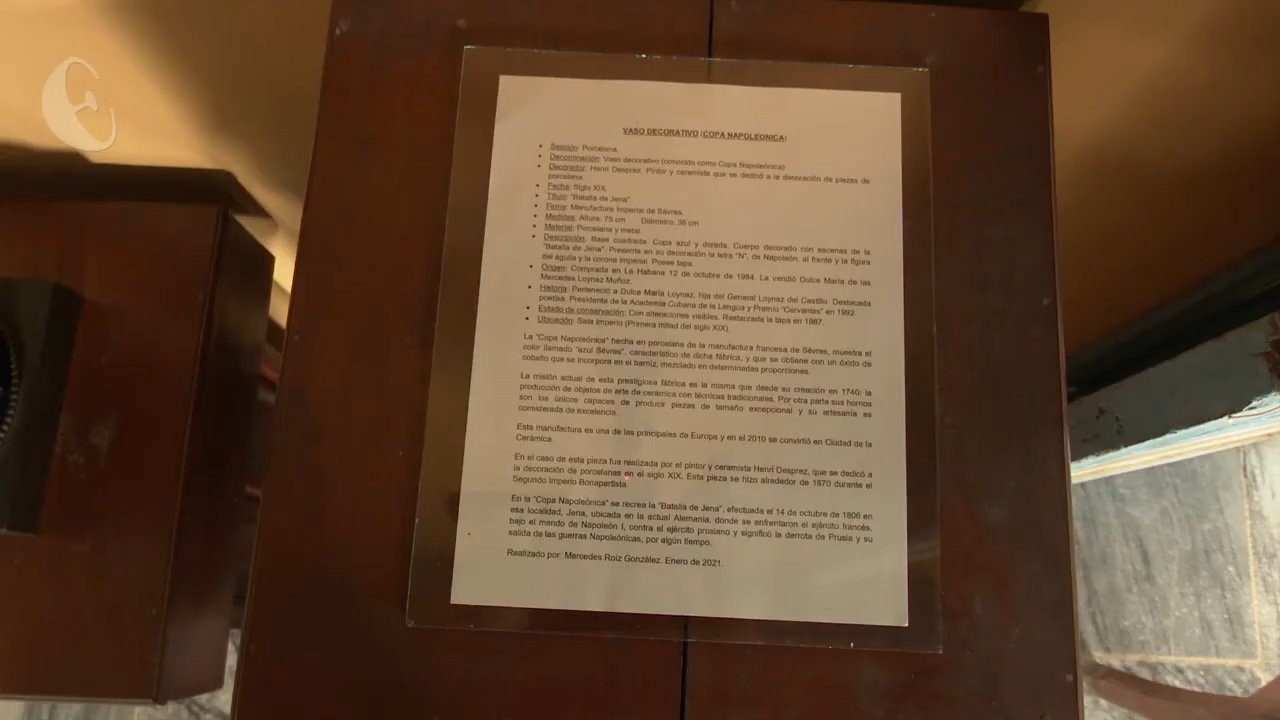 VASO DECORATIVO (COPA NAPOLEONICA)
• Sección: Porcelana.
• Denominación: Vaso decorativo (conocido como Copa Napoleónica)
• Decorador: Henri Desprez. Pintor y ceramista que se dedicó a la decoración de piezas de
porcelana.
• Fecha: Siglo XIX.
• Título: "Batalla de Jena"
• Firma: Manufactura Imperial de Sèvres.
• Medidas: Altura: 75 cm Diámetro: 38 cm
• Material: Porcelana y metal.
• Descripción: Base cuadrada. Copa azul y dorada. Cuerpo decorado con escenas de la
"Batalla de Jena". Presenta en su decoración la letra "N", de Napoleón, al frente y la figura
del águila y la corona imperial. Posee tapa.
• Origen: Comprada en La Habana 12 de octubre de 1984. La vendió Dulce María de las
Mercedes Loynaz Muñoz.
• Historia: Perteneció a Dulce María Loynaz, hija del General Loynaz del Castillo. Destacada
poetisa. Presidenta de la Academia Cubana de la Lengua y Premio "Cervantes" en 1992.
• Estado de conservación: Con alteraciones visibles. Restaurada la tapa en 1987.
• Ubicación: Sala Imperio (Primera mitad del siglo XIX).
La "Copa Napoleónica" hecha en porcelana de la manufactura francesa de Sèvres, muestra el
color llamado "azul Sèvres", característico de dicha fábrica, y que se obtiene con un óxido de
cobalto que se incorpora en el barniz, mezclado en determinadas proporciones.
La misión actual de esta prestigiosa fábrica es la misma que desde su creación en 1740: la
producción de objetos de arte de cerámica con técnicas tradicionales. Por otra parte sus hornos
son los únicos capaces de producir piezas de tamaño excepcional y su artesanía es
considerada de excelencia.
Esta manufactura es una de las principales de Europa y en el 2010 se convirtió en Ciudad de la
Cerámica.
En el caso de esta pieza fue realizada por el pintor y ceramista Henri Desprez, que se dedicó a
la decoración de porcelanas en el siglo XIX. Esta pieza se hizo alrededor de 1870 durante el
Segundo Imperio Bonapartista.
En la "Copa Napoleónica" se recrea la "Batalla de Jena", efectuada el 14 de octubre de 1806 en
esa localidad, Jena, ubicada en la actual Alemania, donde se enfrentaron el ejército francés,
bajo el mando de Napoleón I, contra el ejército prusiano y significó la derrota de Prusia y su
salida de las guerras Napoleónicas, por algún tiempo.
Realizado por: Mercedes Roiz González. Enero de 2021.